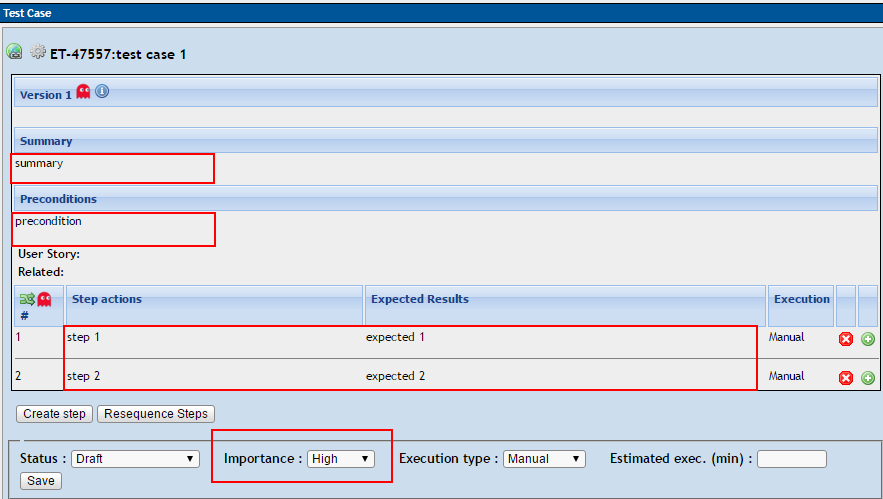 Test Case
ET-47557:test case 1
Version 1
Summary
summary
Preconditions
precondition
User Story:
Related:
# Step actions Expected Results Execution
1 step 1 expected 1 Manual
2 step 2 expected 2 Manual
Create step Resequence Steps
Status : Draft Importance : High Execution type : Manual Estimated exec. (min) :
Save